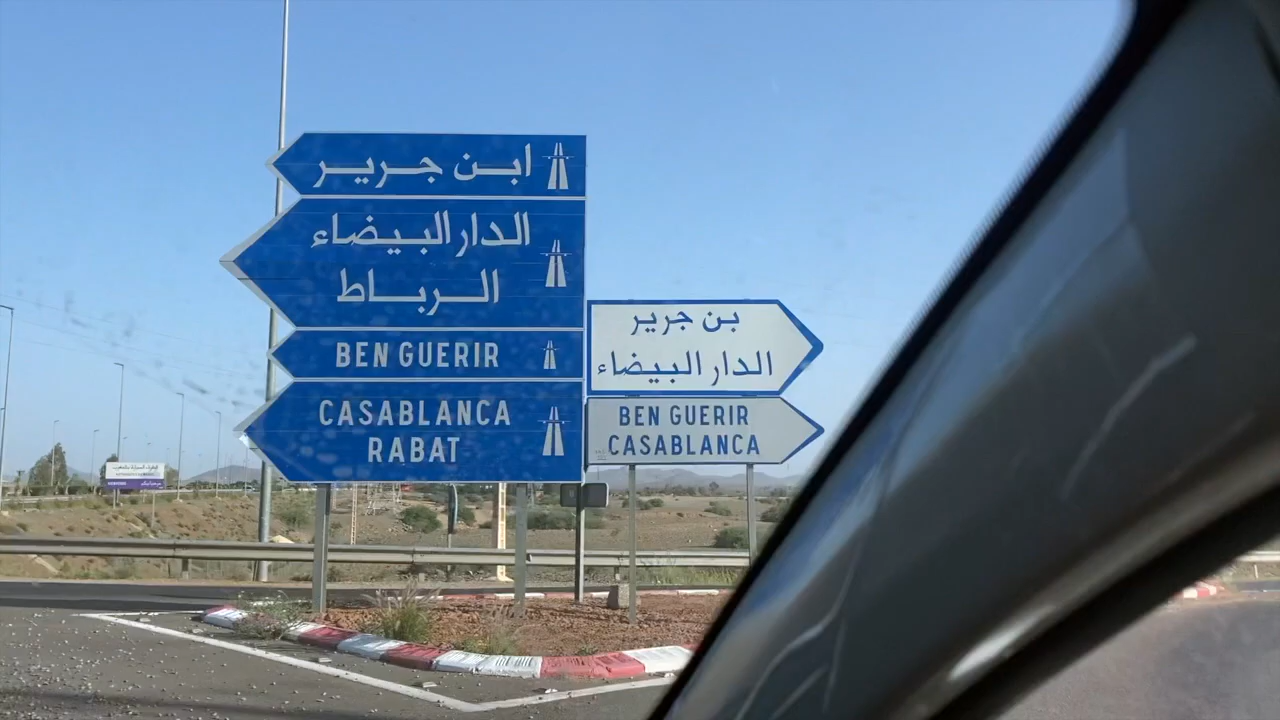 ابن جرير
الدار البيضاء
الرباط
BEN GUERIR
CASABLANCA
RABAT
بن جرير
الدار البيضاء
BEN GUERIR
CASABLANCA